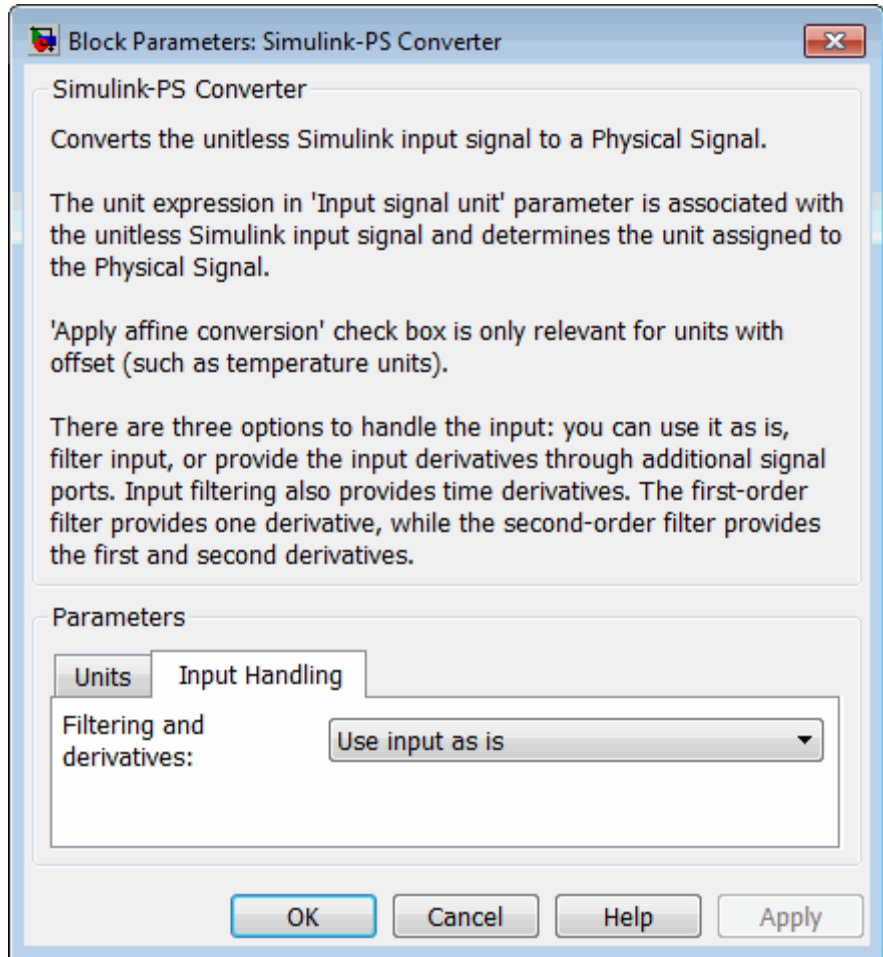 Block Parameters: Simulink-PS Converter
Simulink-PS Converter
Converts the unitless Simulink input signal to a Physical Signal.
The unit expression in 'Input signal unit' parameter is associated with
the unitless Simulink input signal and determines the unit assigned to
the Physical Signal.
'Apply affine conversion' check box is only relevant for units with
offset (such as temperature units).
There are three options to handle the input: you can use it as is,
filter input, or provide the input derivatives through additional signal
ports. Input filtering also provides time derivatives. The first-order
filter provides one derivative, while the second-order filter provides
the first and second derivatives.
Parameters
Units Input Handling
Filtering and
derivatives:
Use input as is
OK Cancel Help Apply